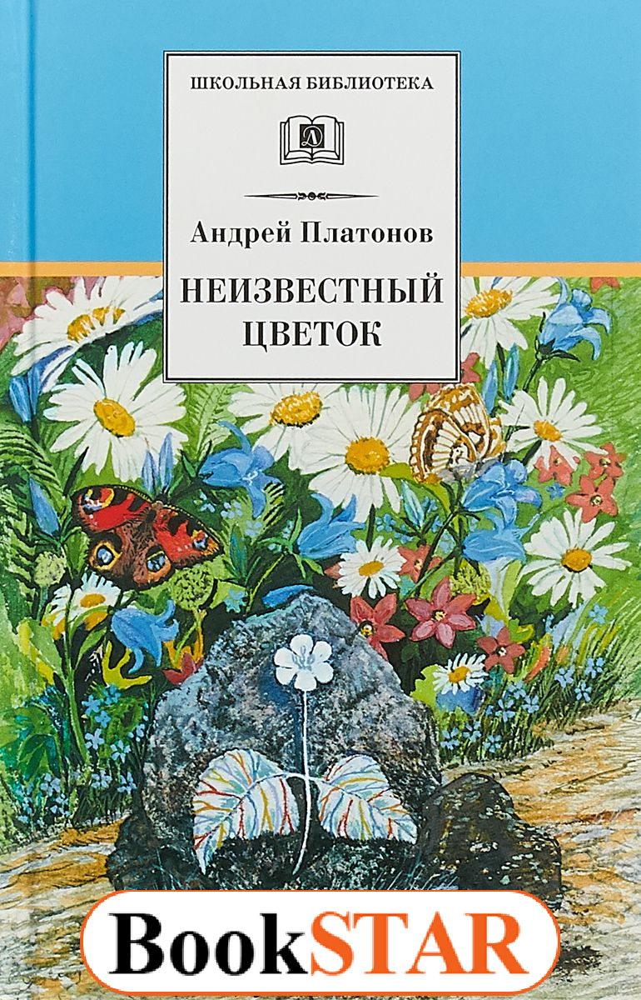 ШКОЛЬНАЯ БИБЛИОТЕКА
Д
Андрей Платонов
НЕИЗВЕСТНЫЙ
ЦВЕТОК
BookSTAR